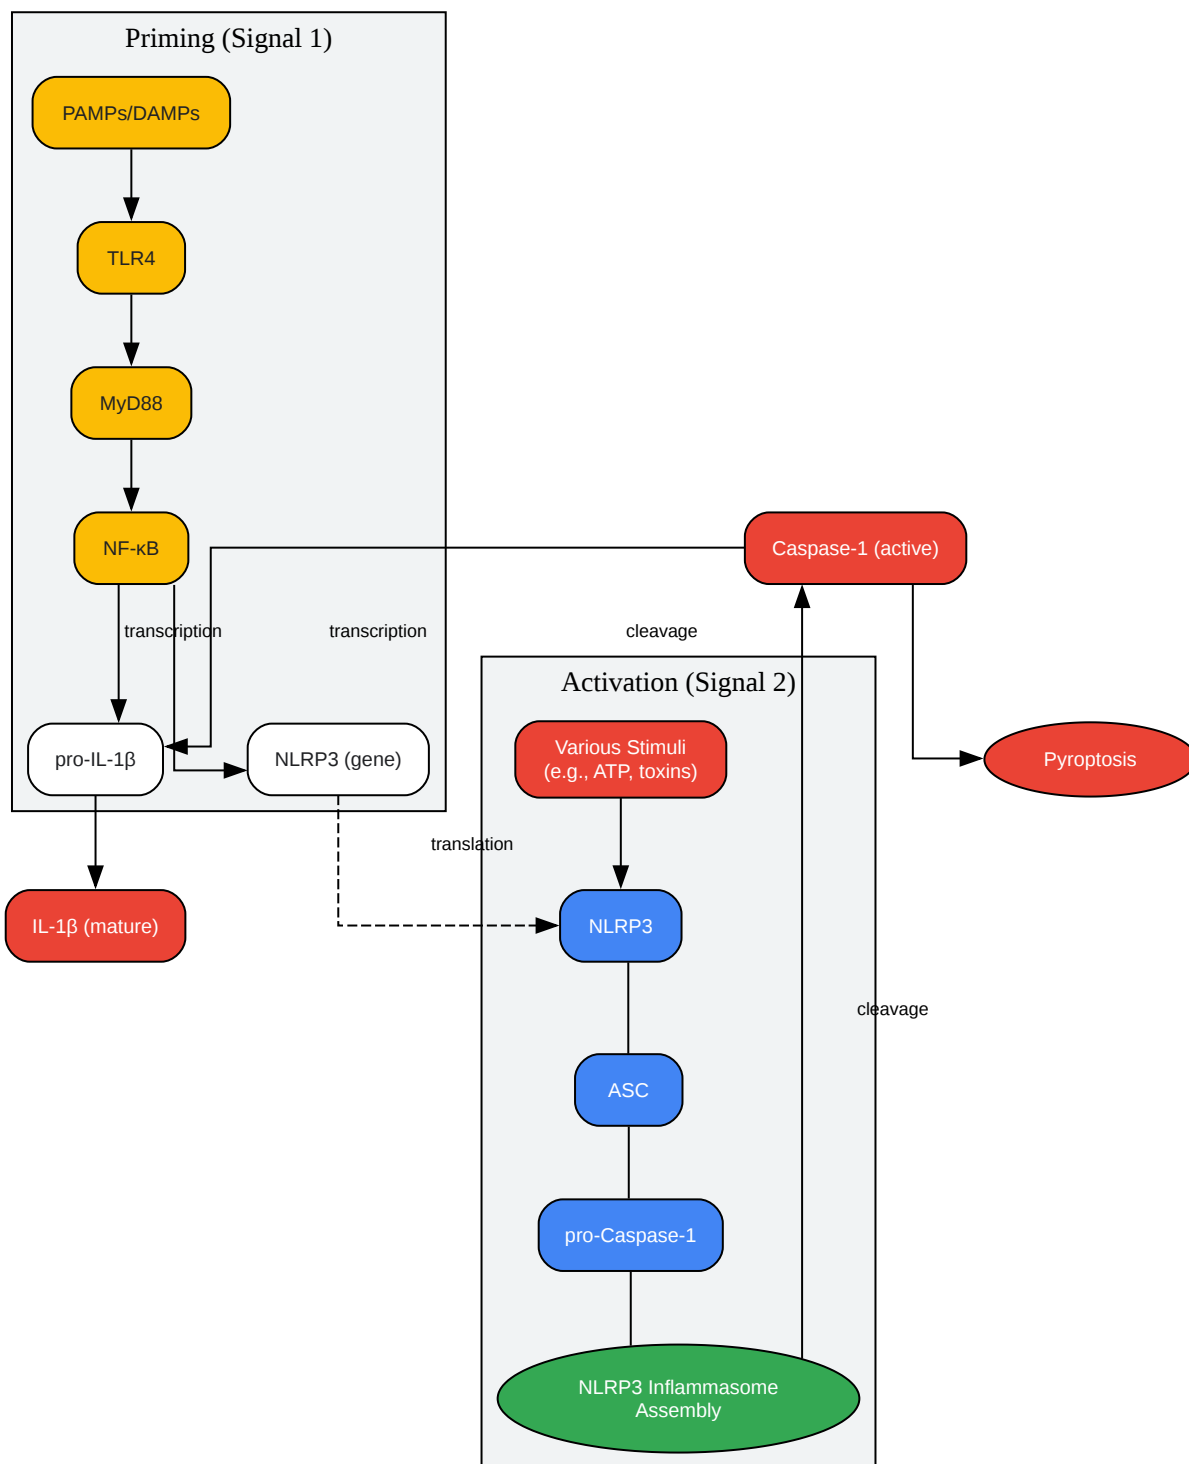 Priming (Signal 1)
PAMPs/DAMPs
TLR4
MyD88
NF-κB
Caspase-1 (active)
transcription
transcription
cleavage
Activation (Signal 2)
pro-IL-1β
NLRP3 (gene)
Various Stimuli
(e.g., ATP, toxins)
Pyroptosis
translation
IL-1β (mature)
NLRP3
cleavage
ASC
pro-Caspase-1
NLRP3 Inflammasome
Assembly